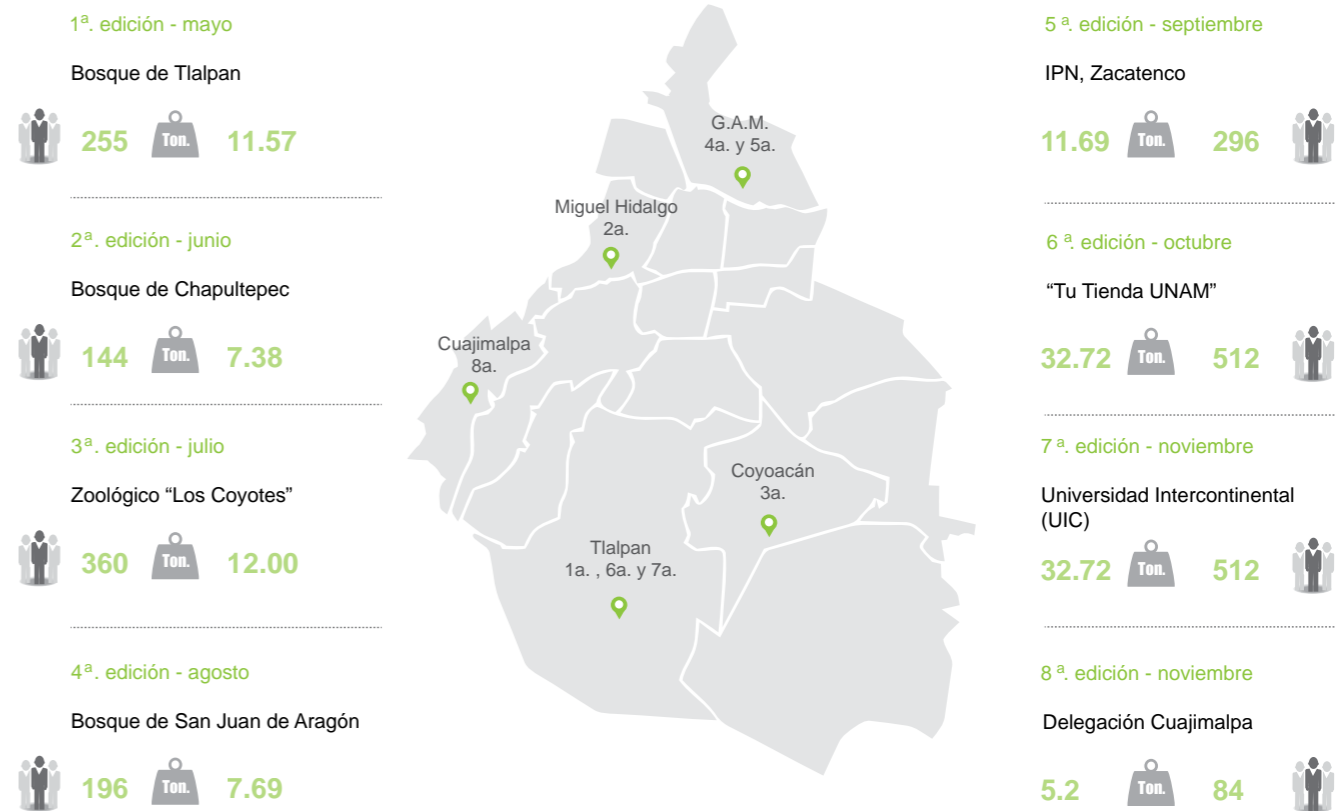 1ª. edición - mayo
Bosque de Tlalpan
255 Ton. 11.57
2ª. edición - junio
Bosque de Chapultepec
144 Ton. 7.38
3ª. edición - julio
Zoológico “Los Coyotes”
360 Ton. 12.00
4ª. edición - agosto
Bosque de San Juan de Aragón
196 Ton. 7.69
G.A.M.
4a. y 5a.
Miguel Hidalgo
2a.
Cuajimalpa
8a.
Coyoacán
3a.
Tlalpan
1a. , 6a. y 7a.
5 ª. edición - septiembre
IPN, Zacatenco
11.69 Ton. 296
6 ª. edición - octubre
“Tu Tienda UNAM”
32.72 Ton. 512
7 ª. edición - noviembre
Universidad Intercontinental
(UIC)
32.72 Ton. 512
8 ª. edición - noviembre
Delegación Cuajimalpa
5.2 Ton. 84